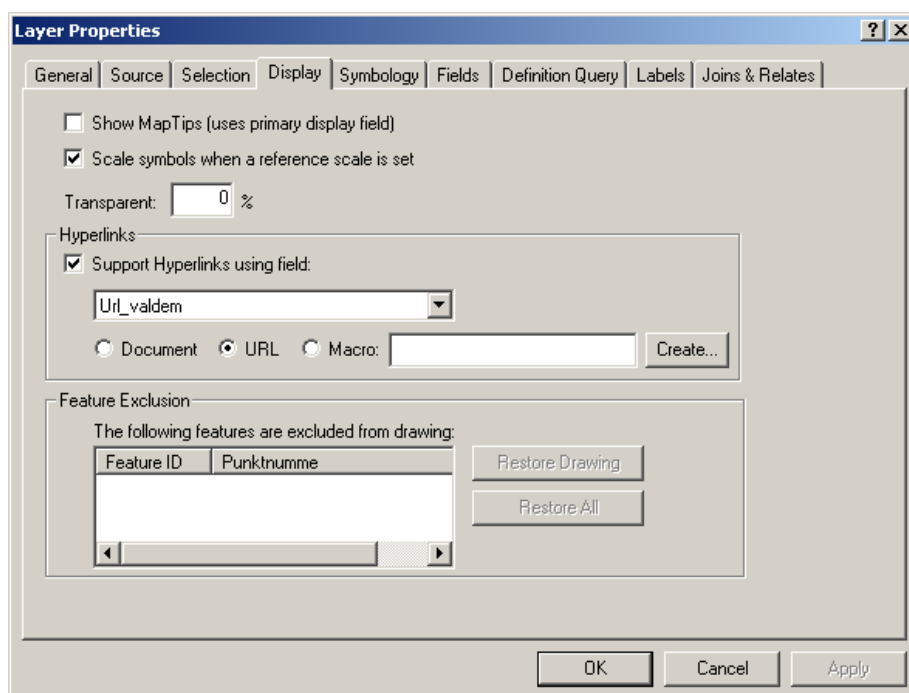 Layer Properties
General Source Selection Display Symbology Fields Definition Query Labels Joins & Relates
Show MapTips (uses primary display field)
Scale symbols when a reference scale is set
Transparent: 0 %
Hyperlinks
Support Hyperlinks using field:
Url_valdem
Document URL Macro: Create...
Feature Exclusion
The following features are excluded from drawing:
Feature ID Punktnumme
Restore Drawing
Restore All
OK Cancel Apply